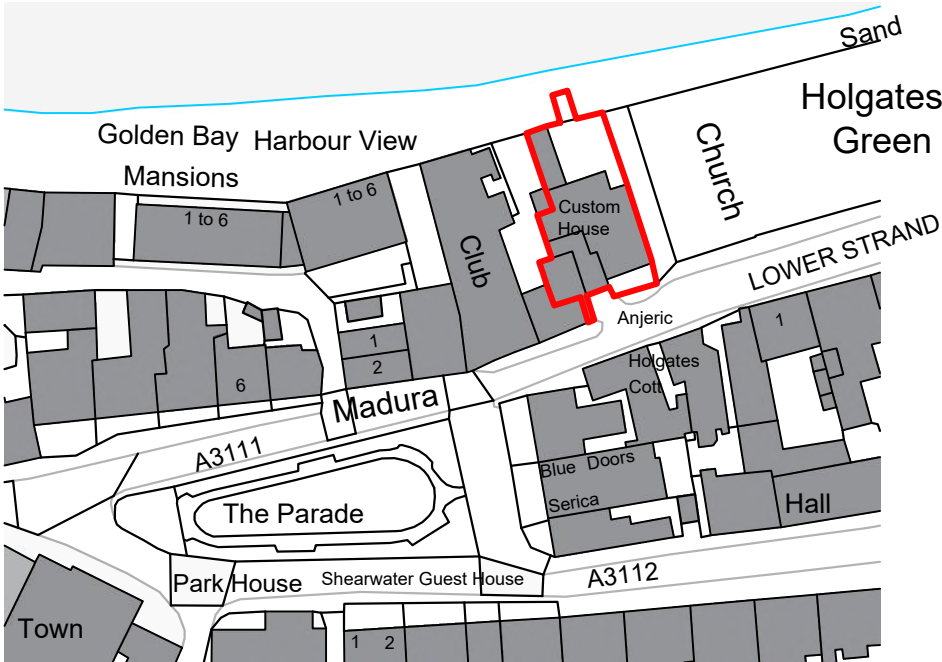 Sand
Holgates
Green
Golden Bay
Mansions
Harbour View
1 to 6
1 to 6
Church
Custom
House
Club
LOWER STRAND
Anjeric
1
1
2
Holgates
Cott
6
Madura
A3111
Blue Doors
Serica
Hall
The Parade
Park House
Shearwater Guest House
A3112
Town
1
2